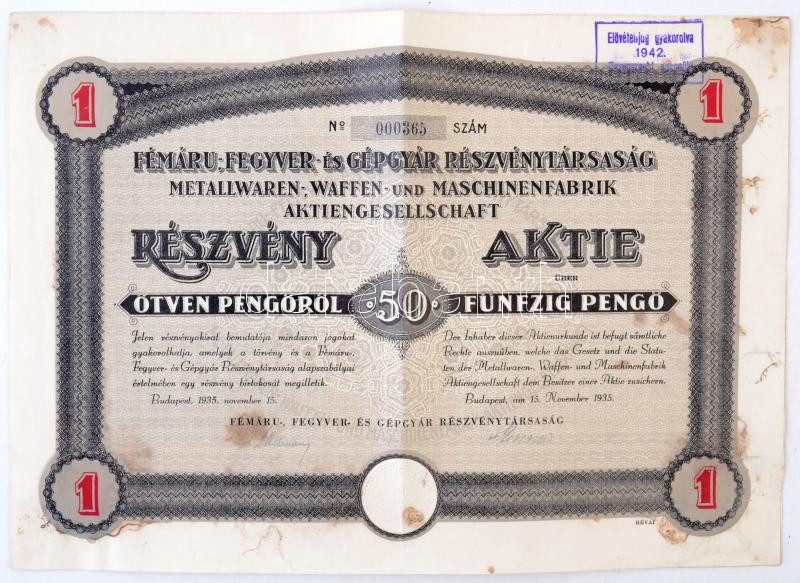 Elővételijog gyakorolva
1942.
1
1
Nº 000365 SZÁM
FÉMÁRU-, FEGYVER- ÉS GÉPGYÁR RÉSZVÉNYTÁRSASÁG
METALLWAREN-, WAFFEN- UND MASCHINENFABRIK
AKTIENGESELLSCHAFT
RÉSZVÉNY
ÖTVEN PENGŐRŐL
50
AKTIE
ÜBER
FÜNFZIG PENGŐ
Jelen részvényokirat bemutatója mindazon jogokat
gyakorolhatja, amelyek a törvény és a Fémáru-,
Fegyver- és Gépgyár Részvénytársaság alapszabályai
értelmében egy részvény birtokosát megilletik.
Budapest, 1935. november 15.
Der Inhaber dieser Aktienurkunde ist befugt sämtliche
Rechte auszuüben, welche das Gesetz und die Statu-
ten der Metallwaren-, Waffen- und Maschinenfabrik
Aktiengesellschaft dem Besitzer einer Aktie zusichern.
Budapest, am 15. November 1935.
FÉMÁRU-, FEGYVER- ÉS GÉPGYÁR RÉSZVÉNYTÁRSASÁG
1
1
RÉVAI